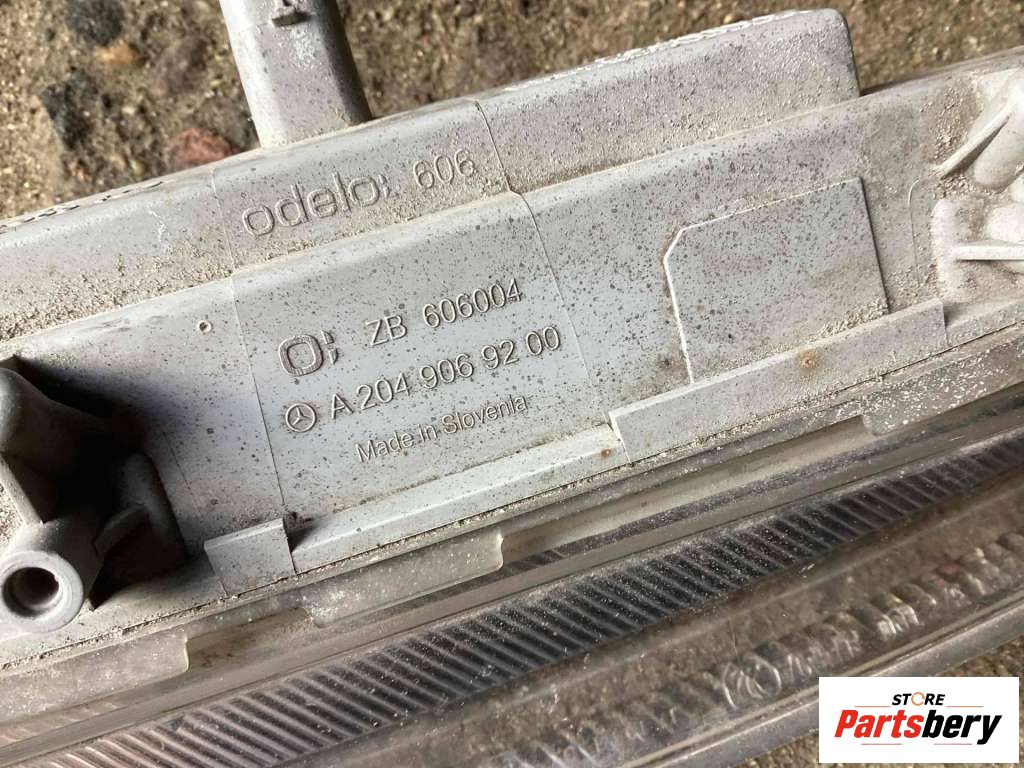 odelo: 606
ZB 606004
A 204 906 92 00
Made in Slovenia
STORE
Partsbery